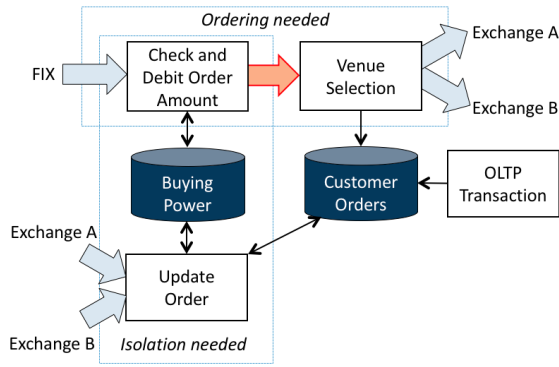 Ordering needed
Exchange A
FIX
Check and
Debit Order
Amount
Venue
Selection
Exchange B
Buying
Power
Customer
Orders
OLTP
Transaction
Exchange A
Update
Order
Exchange B
Isolation needed